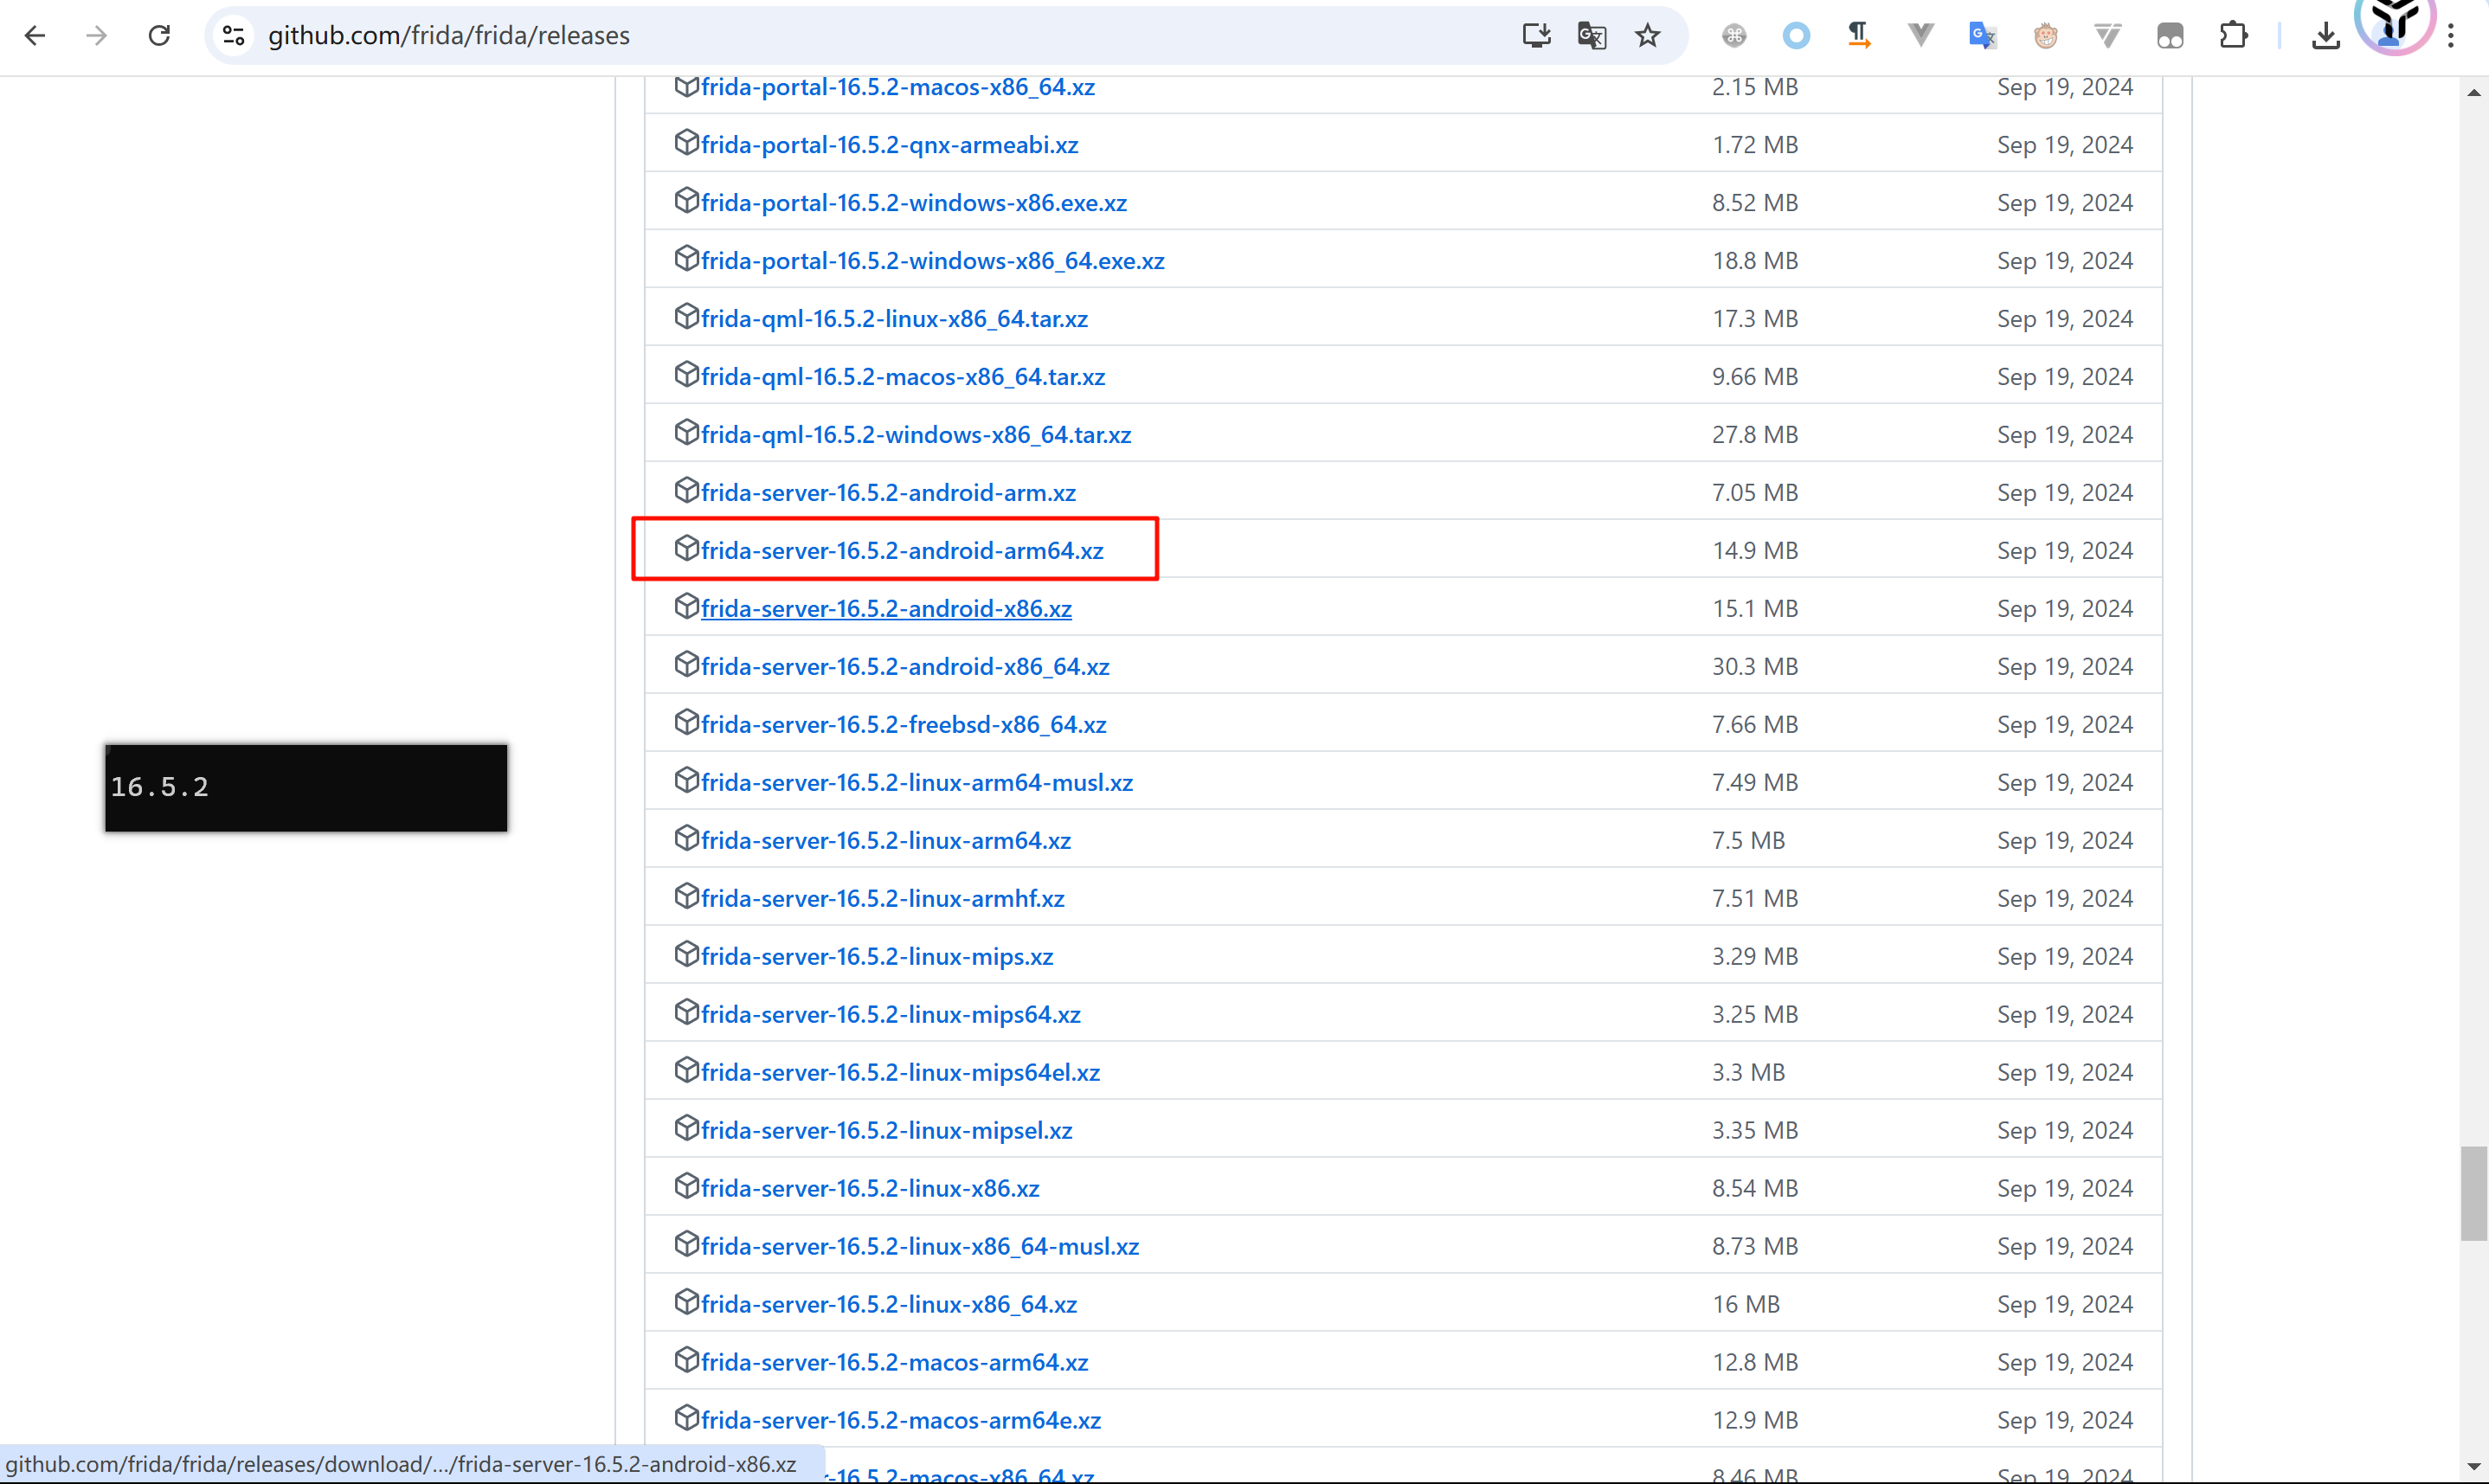 github.com/frida/frida/releases
frida-portal-16.5.2-macos-x86_64.xz 2.15 MB Sep 19, 2024
frida-portal-16.5.2-qnx-armeabi.xz 1.72 MB Sep 19, 2024
frida-portal-16.5.2-windows-x86.exe.xz 8.52 MB Sep 19, 2024
frida-portal-16.5.2-windows-x86_64.exe.xz 18.8 MB Sep 19, 2024
frida-qml-16.5.2-linux-x86_64.tar.xz 17.3 MB Sep 19, 2024
frida-qml-16.5.2-macos-x86_64.tar.xz 9.66 MB Sep 19, 2024
frida-qml-16.5.2-windows-x86_64.tar.xz 27.8 MB Sep 19, 2024
frida-server-16.5.2-android-arm.xz 7.05 MB Sep 19, 2024
frida-server-16.5.2-android-arm64.xz 14.9 MB Sep 19, 2024
frida-server-16.5.2-android-x86.xz 15.1 MB Sep 19, 2024
frida-server-16.5.2-android-x86_64.xz 30.3 MB Sep 19, 2024
frida-server-16.5.2-freebsd-x86_64.xz 7.66 MB Sep 19, 2024
16.5.2
frida-server-16.5.2-linux-arm64-musl.xz 7.49 MB Sep 19, 2024
frida-server-16.5.2-linux-arm64.xz 7.5 MB Sep 19, 2024
frida-server-16.5.2-linux-armhf.xz 7.51 MB Sep 19, 2024
frida-server-16.5.2-linux-mips.xz 3.29 MB Sep 19, 2024
frida-server-16.5.2-linux-mips64.xz 3.25 MB Sep 19, 2024
frida-server-16.5.2-linux-mips64el.xz 3.3 MB Sep 19, 2024
frida-server-16.5.2-linux-mipsel.xz 3.35 MB Sep 19, 2024
frida-server-16.5.2-linux-x86.xz 8.54 MB Sep 19, 2024
frida-server-16.5.2-linux-x86_64-musl.xz 8.73 MB Sep 19, 2024
frida-server-16.5.2-linux-x86_64.xz 16 MB Sep 19, 2024
frida-server-16.5.2-macos-arm64.xz 12.8 MB Sep 19, 2024
frida-server-16.5.2-macos-arm64e.xz 12.9 MB Sep 19, 2024
github.com/frida/frida/releases/download/.../frida-server-16.5.2-android-x86.xz
r-16.5.2-macos-x86_64.xz 8.46 MB Sep 19, 2024